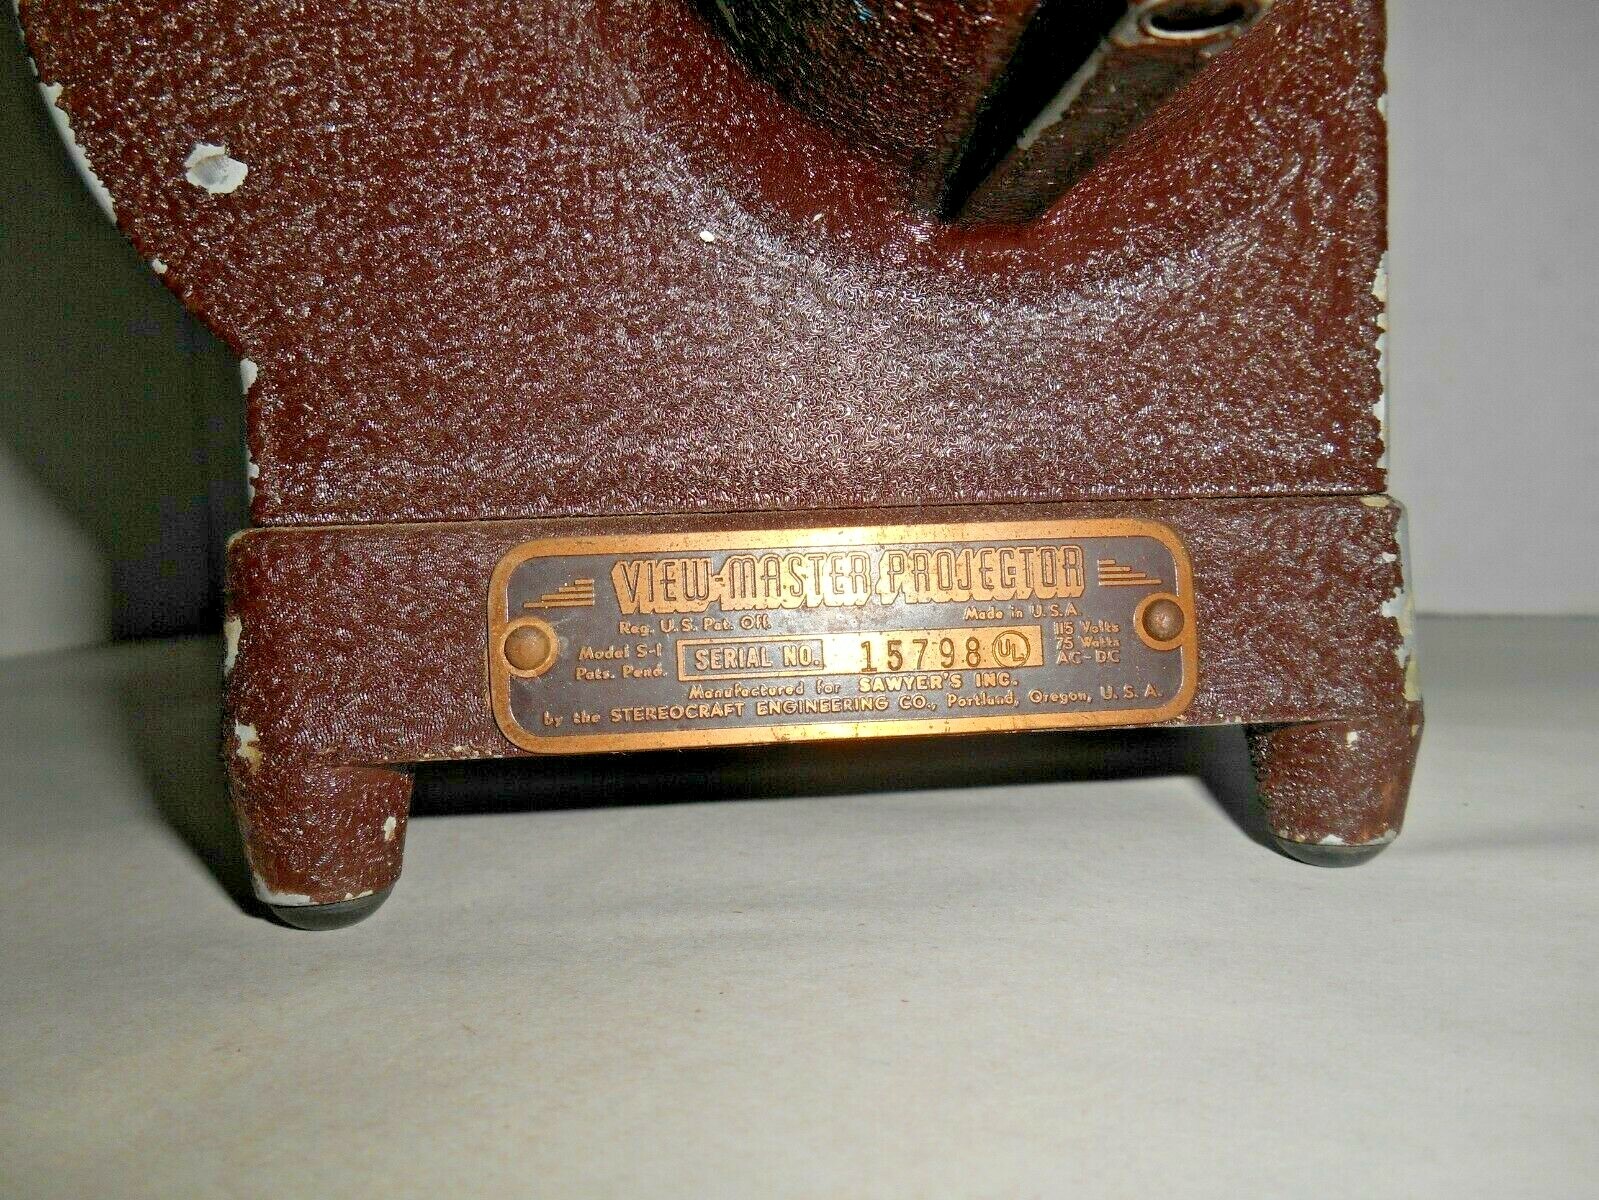 VIEW-MASTER PROJECTOR
Reg. U.S. Pat. Off. Made in U.S.A.
Model S-1
Pats. Pend.
SERIAL NO. 15798 UL
115 Volts
75 Watts
AC-DC
Manufactured for SAWYER'S INC.
by the STEREOCRAFT ENGINEERING CO., Portland, Oregon, U.S.A.